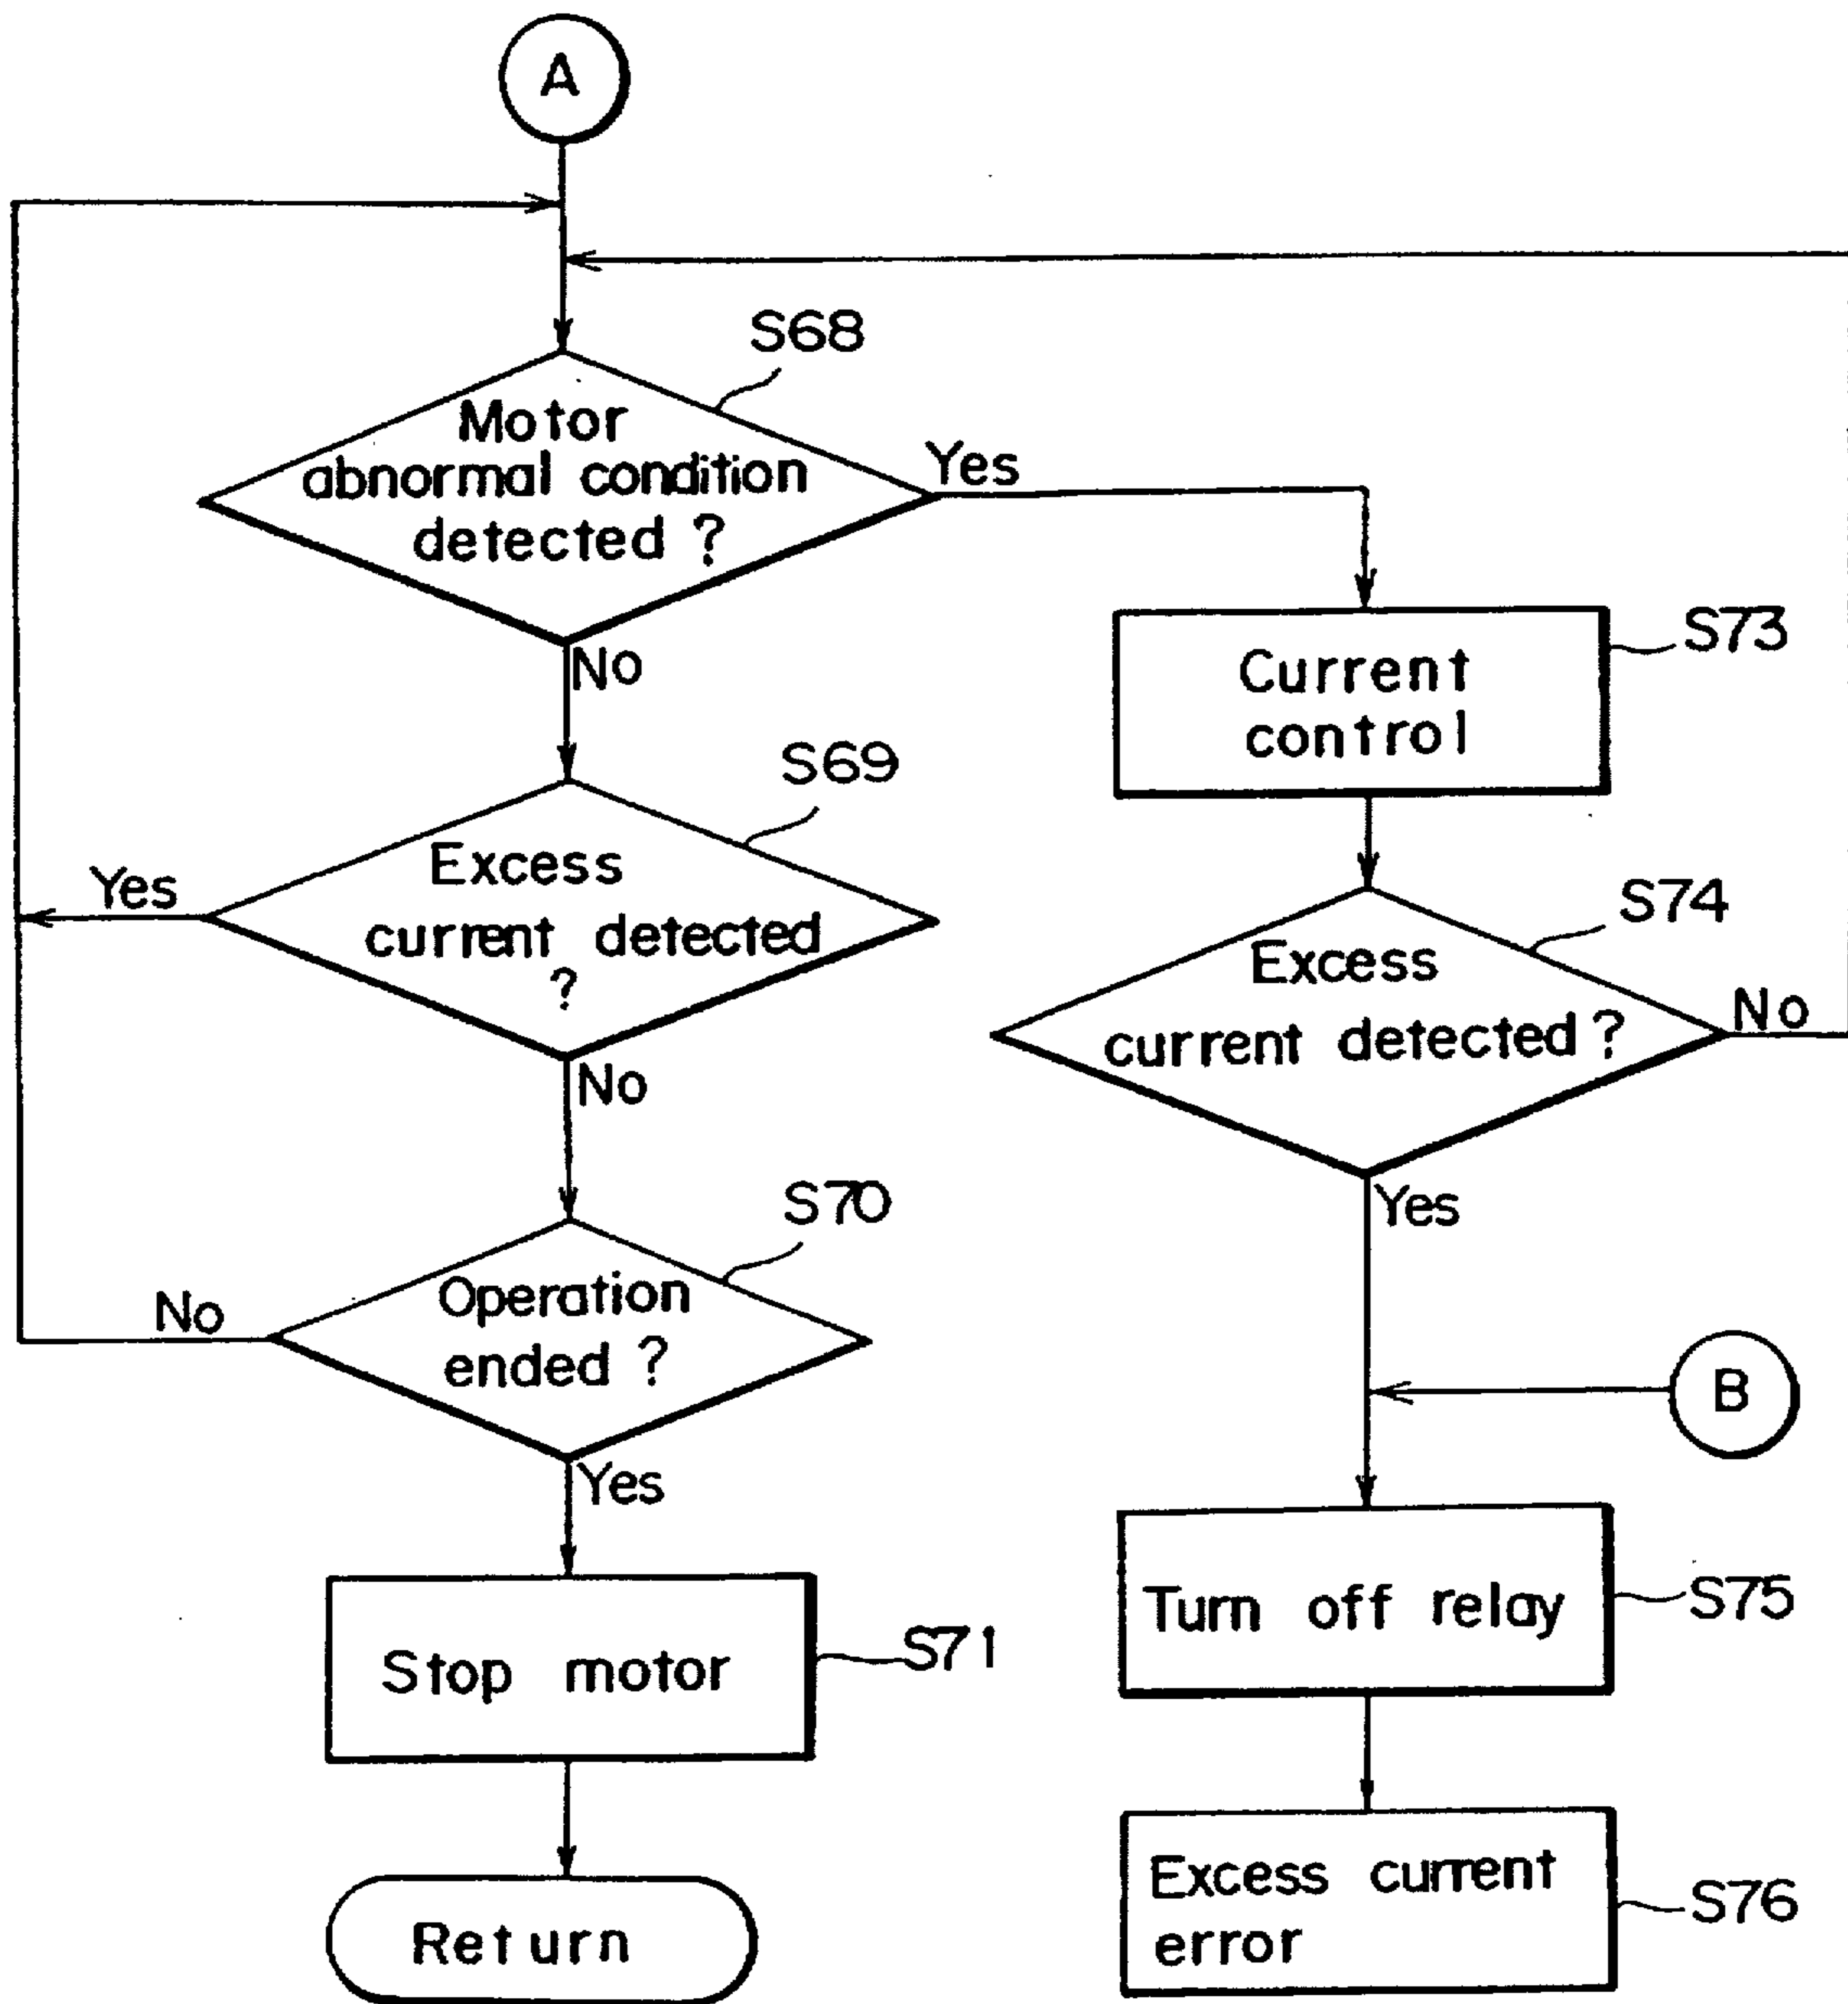 A
S68
Motor
abnormal condition
detected ?
Yes
No
S73
Current
control
S69
Excess
current detected
?
Yes
No
S74
Excess
current detected ?
No
Yes
S70
Operation
ended ?
No
Yes
B
S71
Stop motor
S75
Turn off relay
Return
S76
Excess current
error